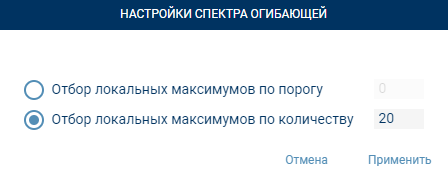 НАСТРОЙКИ СПЕКТРА ОГИБАЮЩЕЙ
Отбор локальных максимумов по порогу 0
Отбор локальных максимумов по количеству 20
Отмена Применить